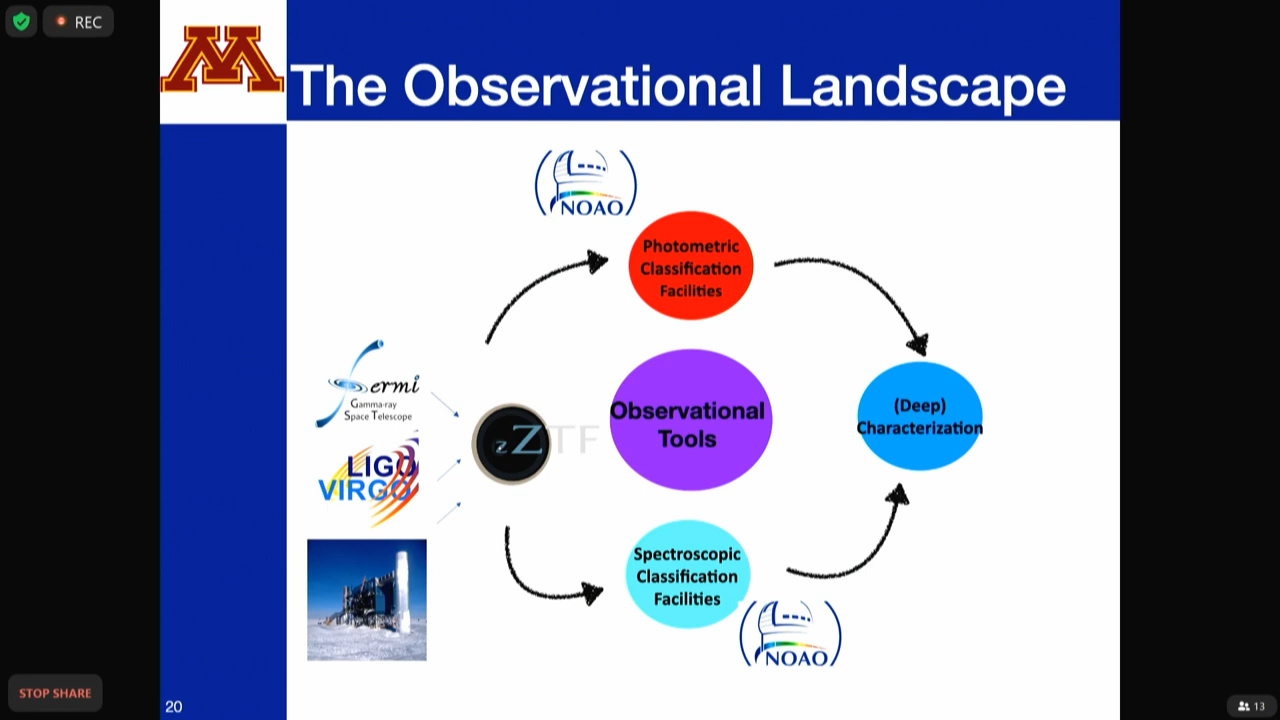 REC
The Observational Landscape
NOAO
Photometric
Classification
Facilities
Fermi
Gamma-ray
Space Telescope
zZTF
LIGO
VIRGO
Observational
Tools
(Deep)
Characterization
Spectroscopic
Classification
Facilities
NOAO
STOP SHARE
20
13